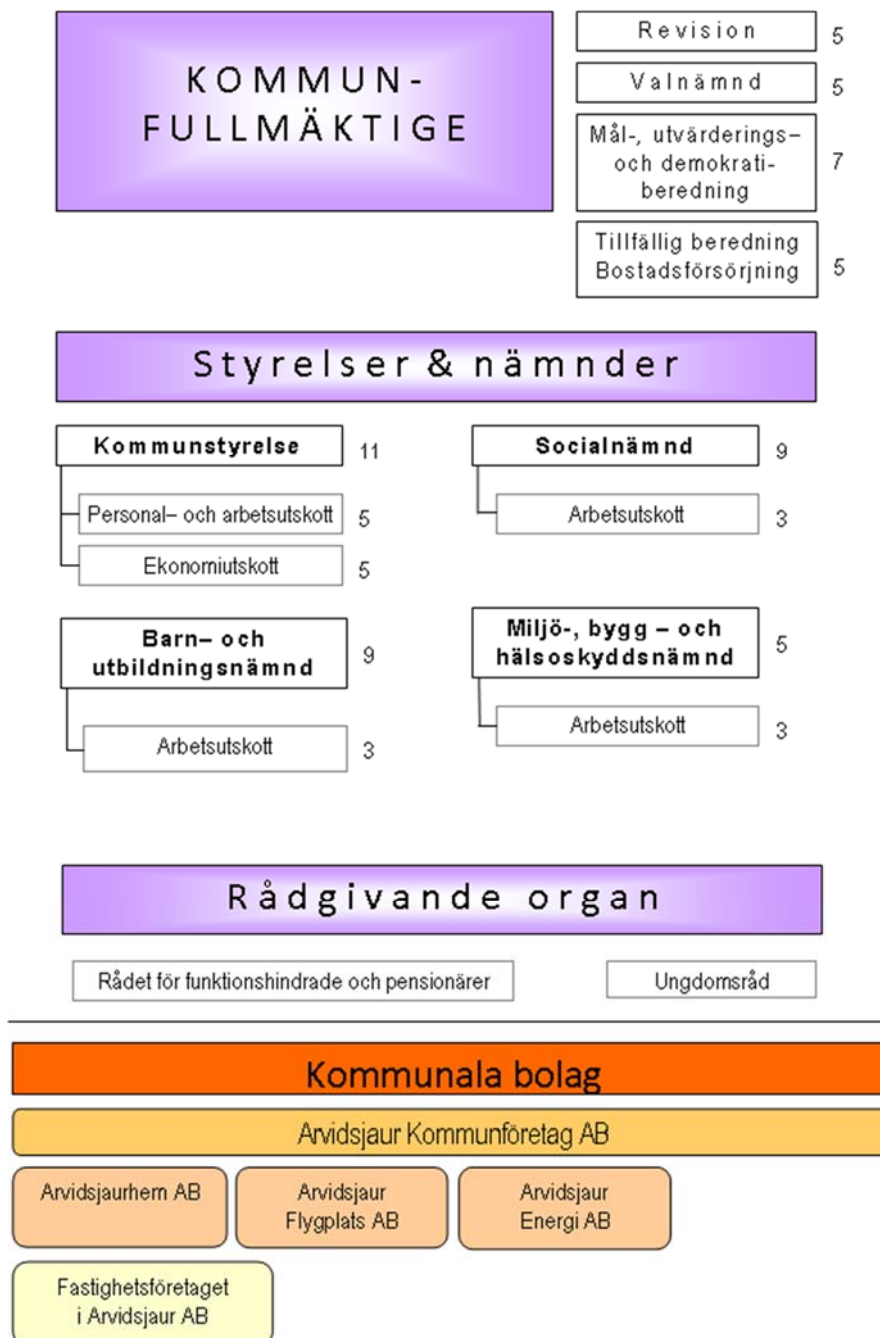 KOMMUN-
FULLMÄKTIGE
Revision 5
Valnämnd 5
Mål-, utvärderings–
och demokrati-
beredning
7
Tillfällig beredning
Bostadsförsörjning
5
Styrelser & nämnder
Kommunstyrelse 11
Personal– och arbetsutskott 5
Ekonomiutskott 5
Socialnämnd 9
Arbetsutskott 3
Barn– och
utbildningsnämnd
9
Arbetsutskott 3
Miljö-, bygg – och
hälsoskyddsnämnd
5
Arbetsutskott 3
Rådgivande organ
Rådet för funktionshindrade och pensionärer
Ungdomsråd
Kommunala bolag
Arvidsjaur Kommunföretag AB
Arvidsjaurhem AB
Arvidsjaur
Flygplats AB
Arvidsjaur
Energi AB
Fastighetsföretaget
i Arvidsjaur AB